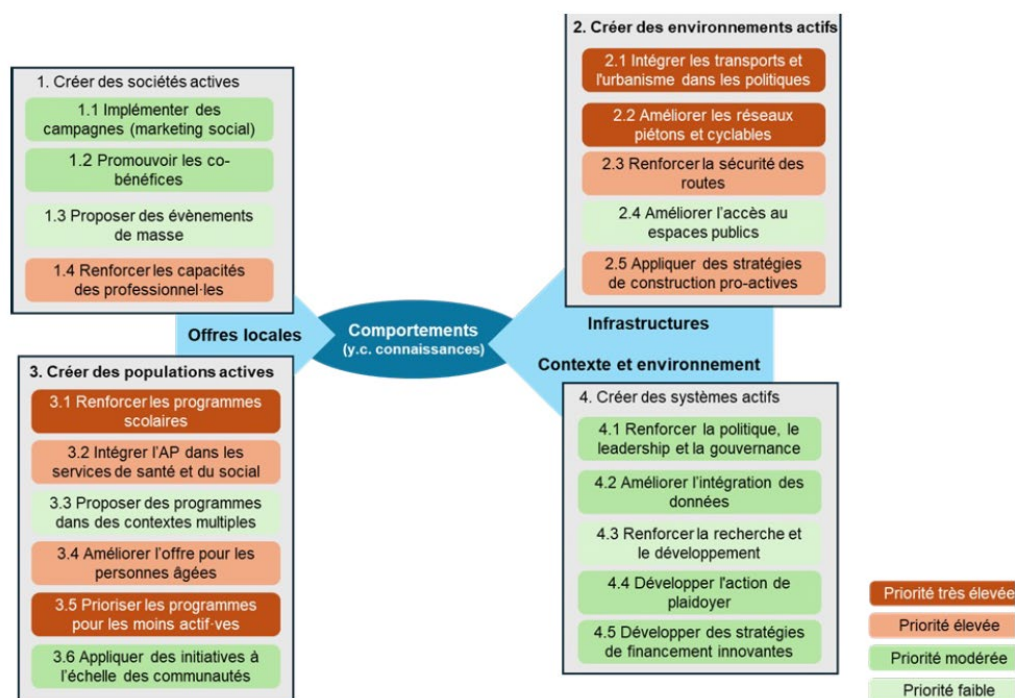 1. Créer des sociétés actives
1.1 Implémenter des
campagnes (marketing social)
1.2 Promouvoir les co-
bénéfices
1.3 Proposer des évènements
de masse
1.4 Renforcer les capacités
des professionnel·les
2. Créer des environnements actifs
2.1 Intégrer les transports et
l'urbanisme dans les politiques
2.2 Améliorer les réseaux
piétons et cyclables
2.3 Renforcer la sécurité des
routes
2.4 Améliorer l'accès au
espaces publics
2.5 Appliquer des stratégies
de construction pro-actives
Offres locales
Comportements
(y.c. connaissances)
Infrastructures
Contexte et environnement
3. Créer des populations actives
3.1 Renforcer les programmes
scolaires
3.2 Intégrer l'AP dans les
services de santé et du social
3.3 Proposer des programmes
dans des contextes multiples
3.4 Améliorer l'offre pour les
personnes âgées
3.5 Prioriser les programmes
pour les moins actif·ves
3.6 Appliquer des initiatives à
l'échelle des communautés
4. Créer des systèmes actifs
4.1 Renforcer la politique, le
leadership et la gouvernance
4.2 Améliorer l'intégration des
données
4.3 Renforcer la recherche et
le développement
4.4 Développer l'action de
plaidoyer
4.5 Développer des stratégies
de financement innovantes
Priorité très élevée
Priorité élevée
Priorité modérée
Priorité faible